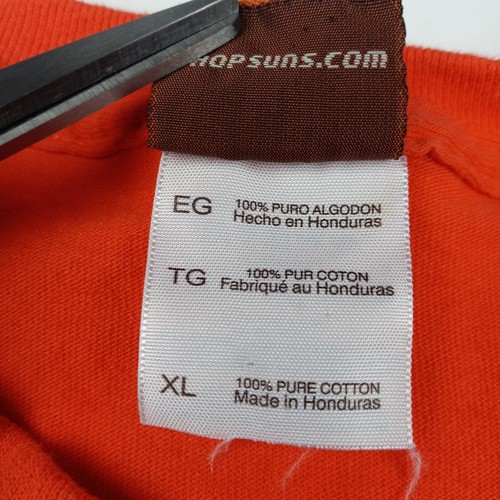 HOPSUNS.COM
EG 100% PURO ALGODON
Hecho en Honduras
TG 100% PUR COTON
Fabriqué au Honduras
XL 100% PURE COTTON
Made in Honduras